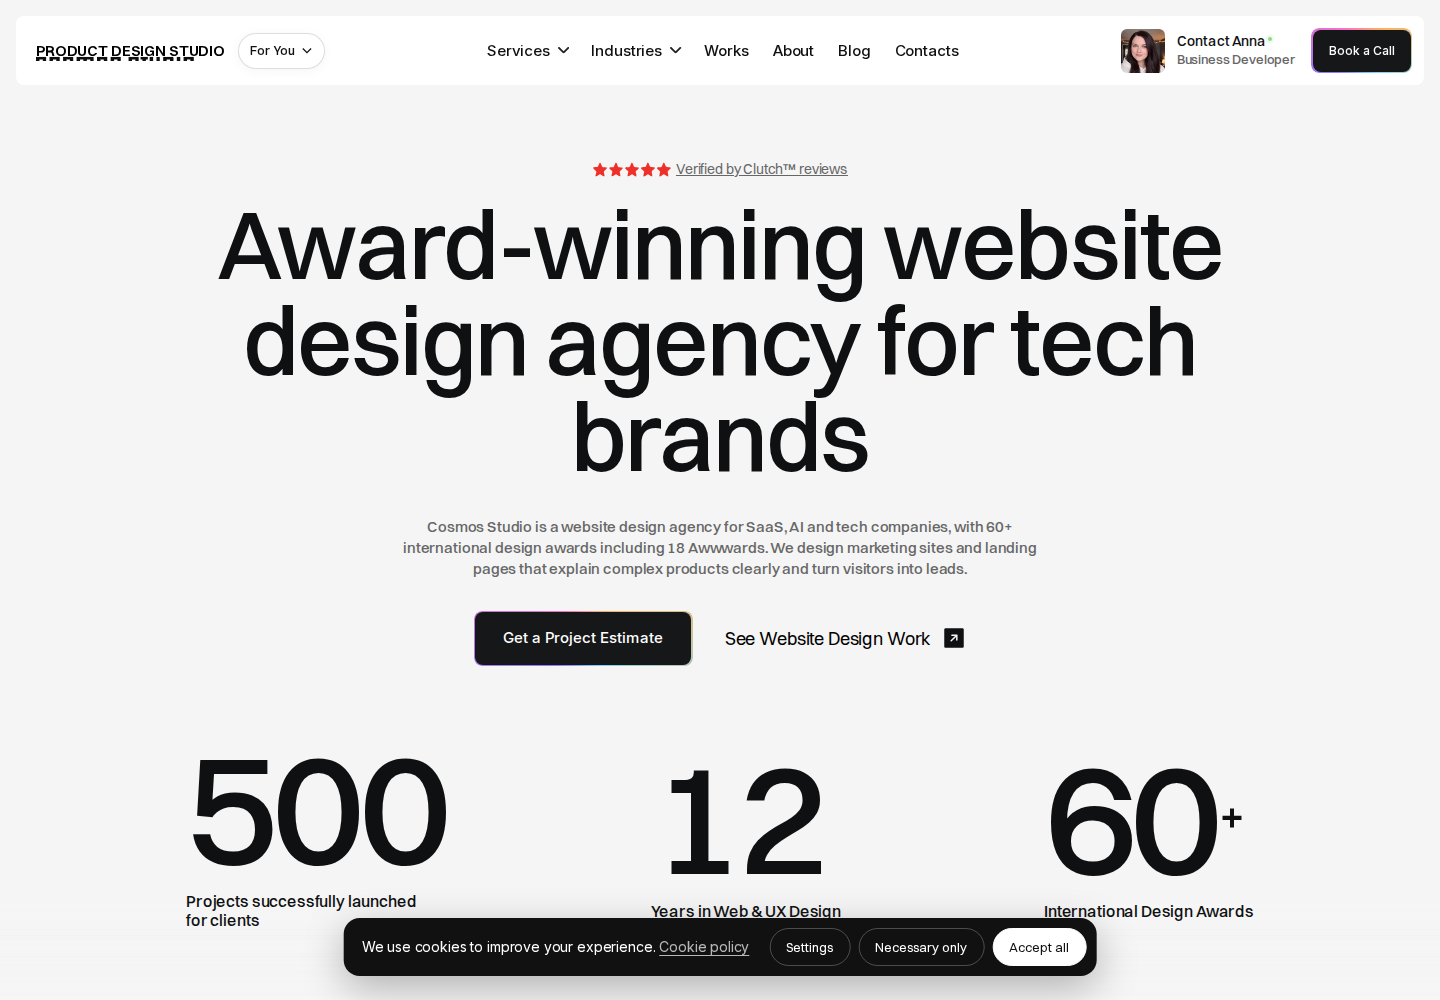 PRODUCT DESIGN STUDIO
For You
Services
Industries
Works
About
Blog
Contacts
Contact Anna
Business Developer
Book a Call
Verified by Clutch™ reviews
Award-winning website
design agency for tech
brands
Cosmos Studio is a website design agency for SaaS, AI and tech companies, with 60+
international design awards including 18 Awwwards. We design marketing sites and landing
pages that explain complex products clearly and turn visitors into leads.
Get a Project Estimate
See Website Design Work
500
Projects successfully launched
for clients
12
Years in Web & UX Design
60+
International Design Awards
We use cookies to improve your experience. Cookie policy
Settings
Necessary only
Accept all